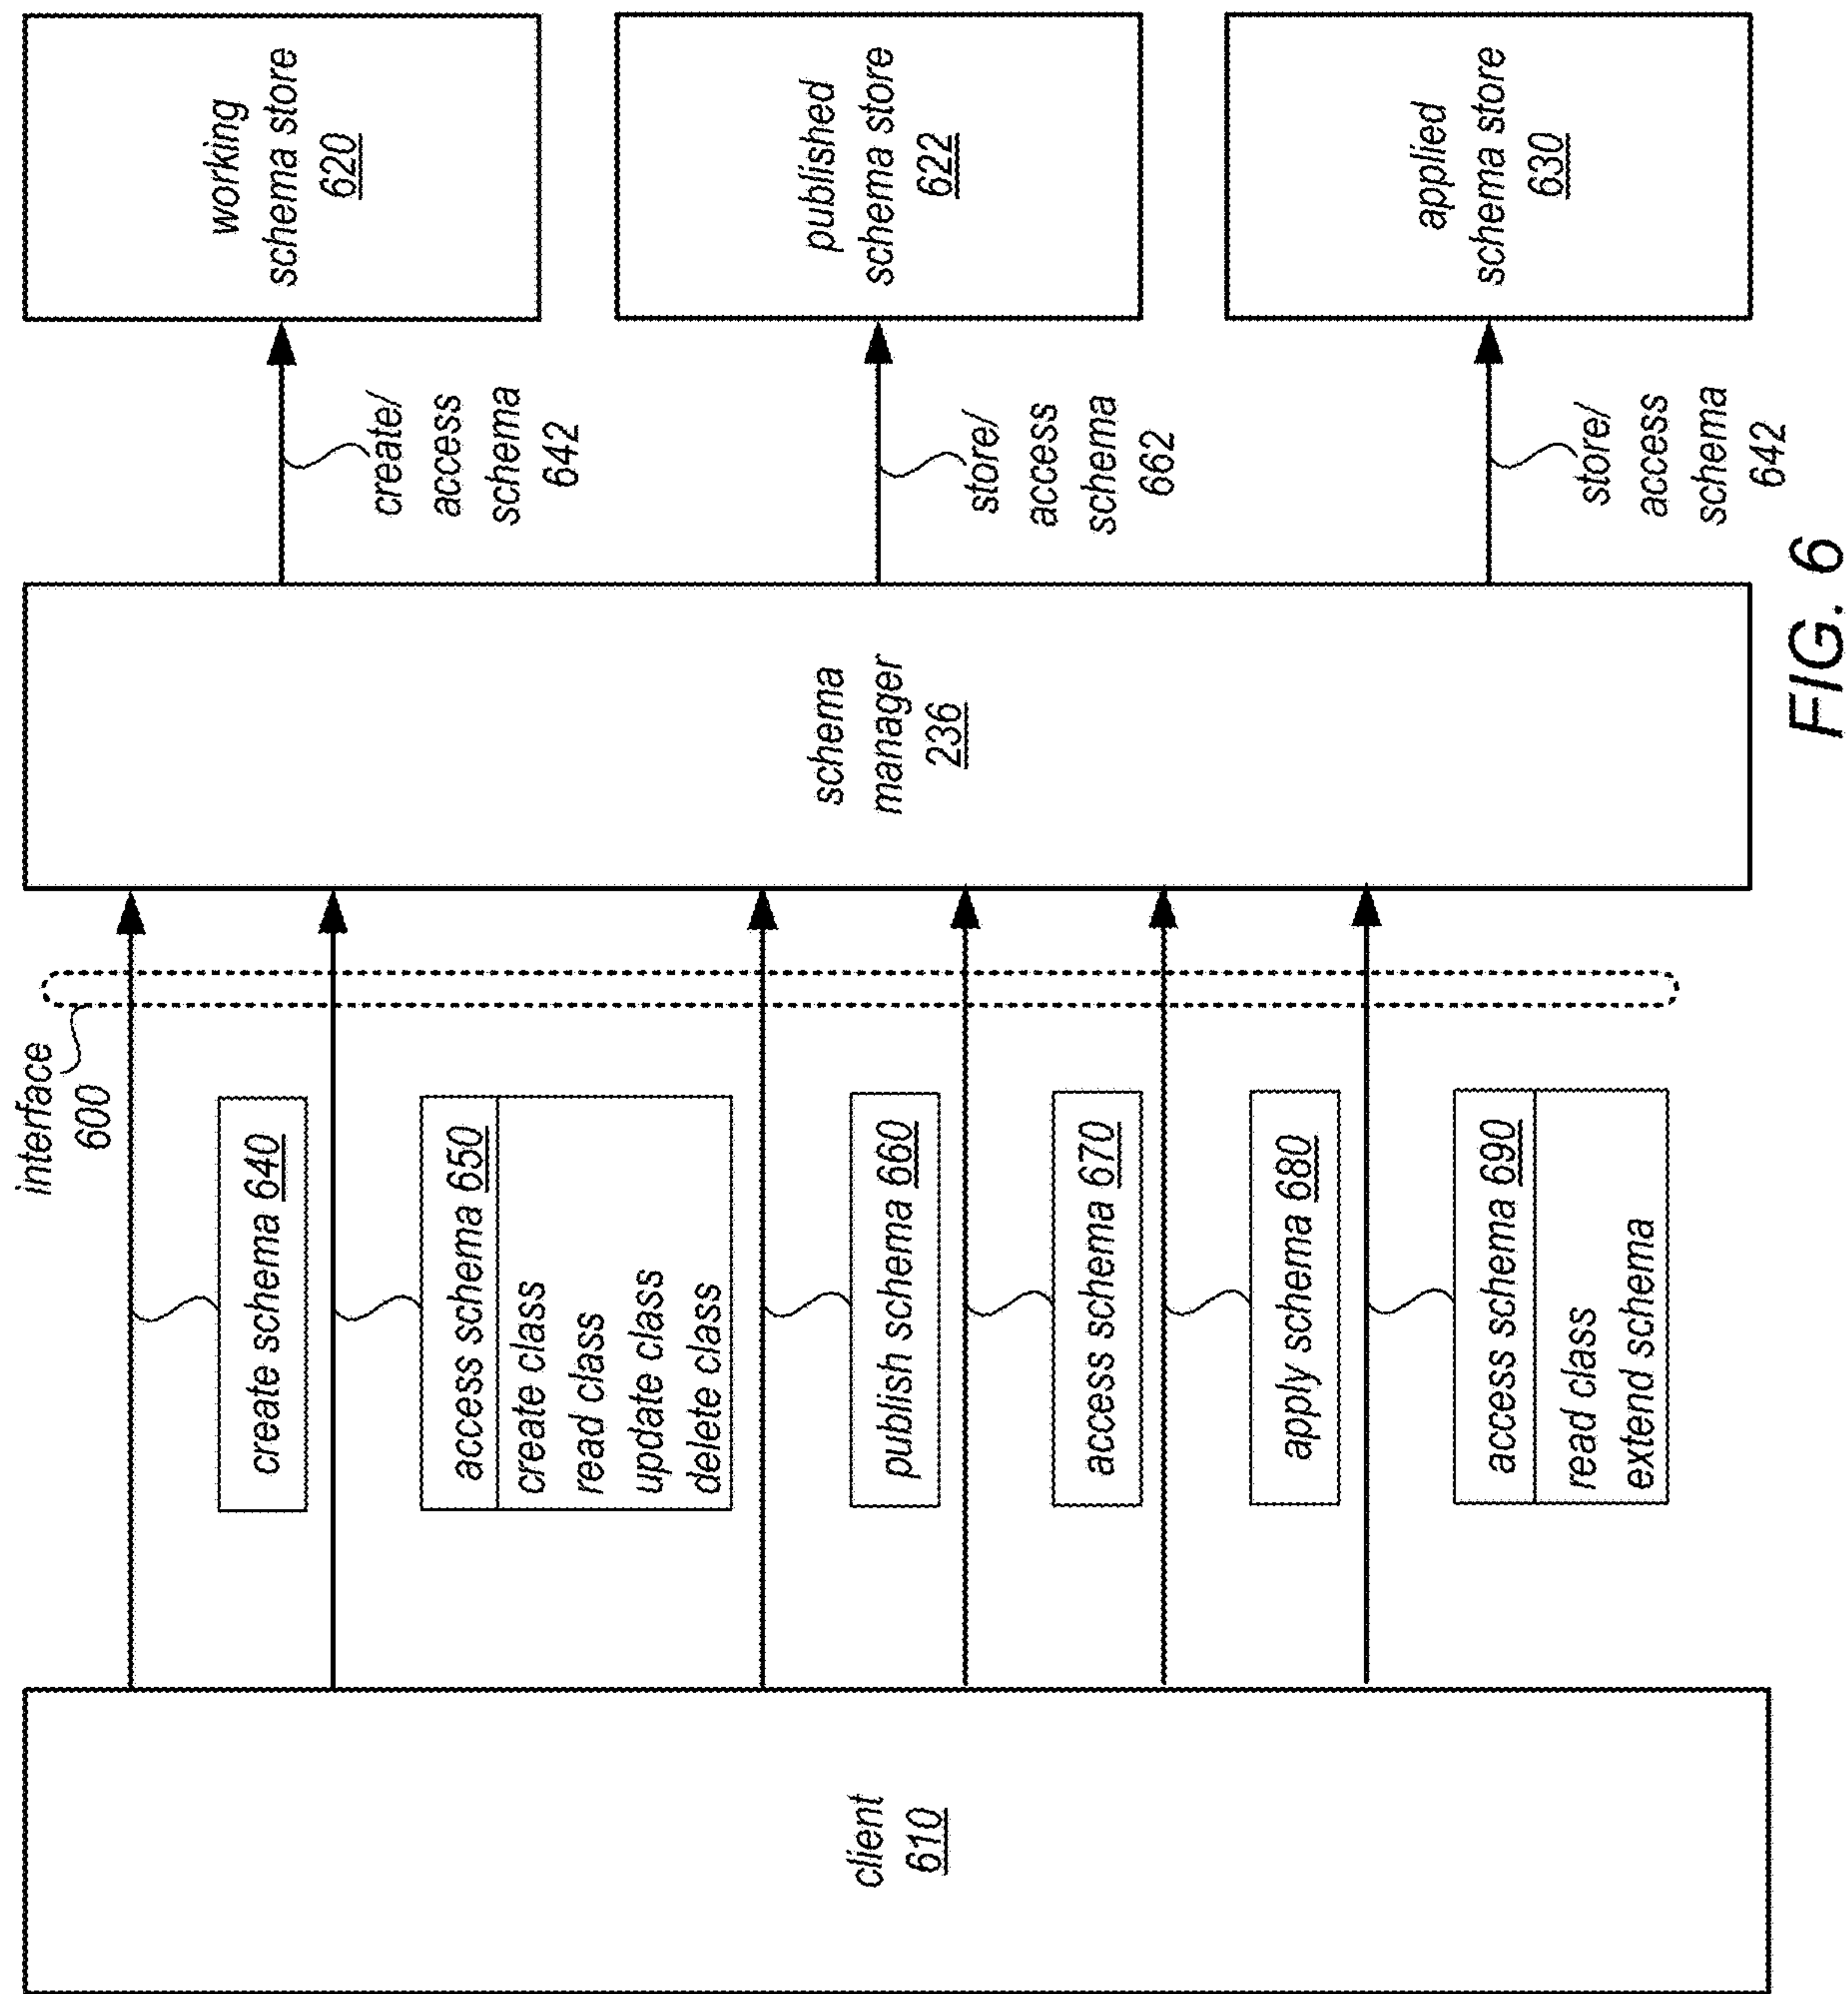 client
610
interface
600
create schema 640
access schema 650
create class
read class
update class
delete class
publish schema 660
access schema 670
apply schema 680
access schema 690
read class
extend schema
schema
manager
236
create/
access
schema
642
store/
access
schema
662
store/
access
schema
642
working
schema store
620
published
schema store
622
applied
schema store
630
FIG. 6